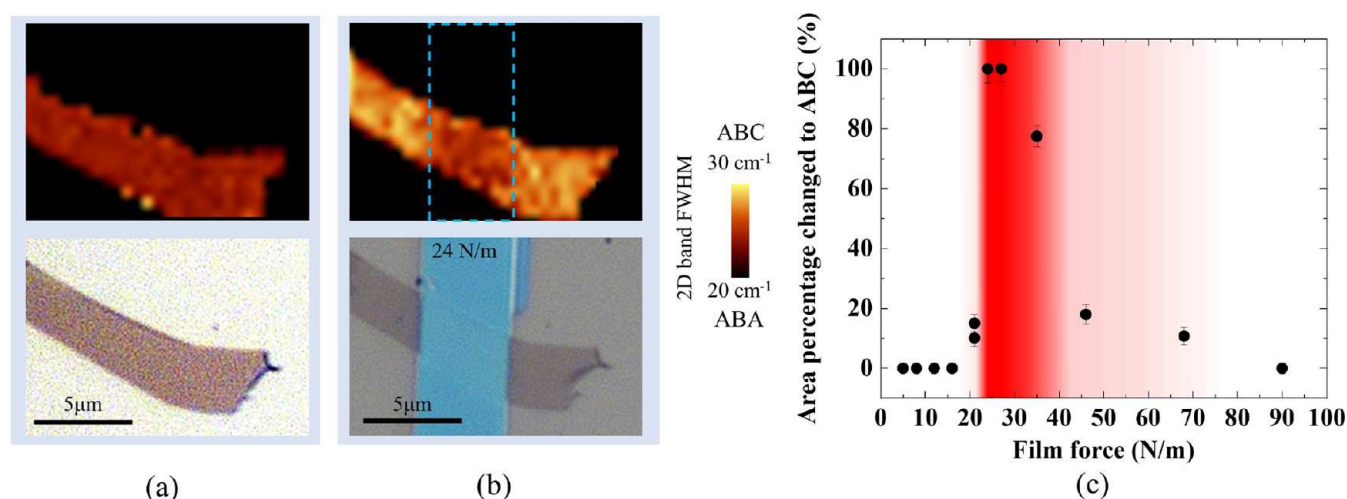 24 N/m
5μm
5μm
(a)
(b)
2D band FWHM
ABC
30 cm⁻¹
20 cm⁻¹
ABA
Area percentage changed to ABC (%)
100
80
60
40
20
0
0 10 20 30 40 50 60 70 80 90 100
Film force (N/m)
(c)